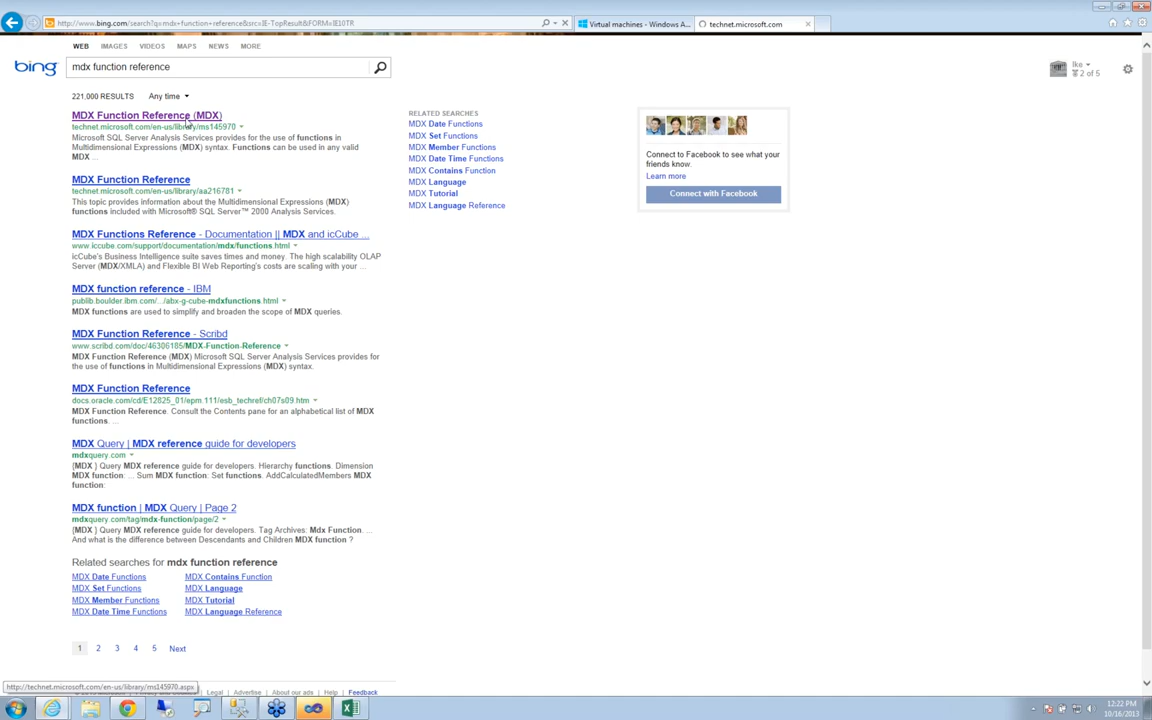 http://www.bing.com/search?q=mdx+function+reference&src=IE-TopResult&FORM=IE10TR
Virtual machines - Windows A...
technet.microsoft.com
WEB IMAGES VIDEOS MAPS NEWS MORE
bing
mdx function reference
Ike
2 of 5
221,000 RESULTS Any time
MDX Function Reference (MDX)
technet.microsoft.com/en-us/library/ms145970
Microsoft SQL Server Analysis Services provides for the use of functions in
Multidimensional Expressions (MDX) syntax. Functions can be used in any valid
MDX ...
MDX Function Reference
technet.microsoft.com/en-us/library/aa216781
This topic provides information about the Multidimensional Expressions (MDX)
functions included with Microsoft® SQL Server™ 2000 Analysis Services.
MDX Functions Reference - Documentation || MDX and icCube ...
www.iccube.com/support/documentation/mdx/functions.html
icCube's Business Intelligence suite saves times and money. The high scalability OLAP
Server (MDX/XMLA) and Flexible BI Web Reporting's costs are scaling with your ...
MDX function reference - IBM
publib.boulder.ibm.com/.../abx-g-cube-mdxfunctions.html
MDX functions are used to simplify and broaden the scope of MDX queries.
MDX Function Reference - Scribd
www.scribd.com/doc/46306185/MDX-Function-Reference
MDX Function Reference (MDX) Microsoft SQL Server Analysis Services provides for
the use of functions in Multidimensional Expressions (MDX) syntax.
MDX Function Reference
docs.oracle.com/cd/E12825_01/epm.111/esb_techref/ch07s09.htm
MDX Function Reference. Consult the Contents pane for an alphabetical list of MDX
functions. ...
MDX Query | MDX reference guide for developers
mdxquery.com
{MDX } Query MDX reference guide for developers. Hierarchy functions. Dimension
MDX function: ... Sum MDX function: Set functions. AddCalculatedMembers MDX
function:
MDX function | MDX Query | Page 2
mdxquery.com/tag/mdx-function/page/2
{MDX } Query MDX reference guide for developers. Tag Archives: Mdx Function. ...
And what is the difference between Descendants and Children MDX function ?
Related searches for mdx function reference
MDX Date Functions MDX Contains Function
MDX Set Functions MDX Language
MDX Member Functions MDX Tutorial
MDX Date Time Functions MDX Language Reference
1 2 3 4 5 Next
RELATED SEARCHES
MDX Date Functions
MDX Set Functions
MDX Member Functions
MDX Date Time Functions
MDX Contains Function
MDX Language
MDX Tutorial
MDX Language Reference
Connect to Facebook to see what your
friends know.
Learn more
Connect with Facebook
http://technet.microsoft.com/en-us/library/ms145970.aspx
Legal | Advertise | About our ads | Help | Feedback
12:22 PM
10/16/2013